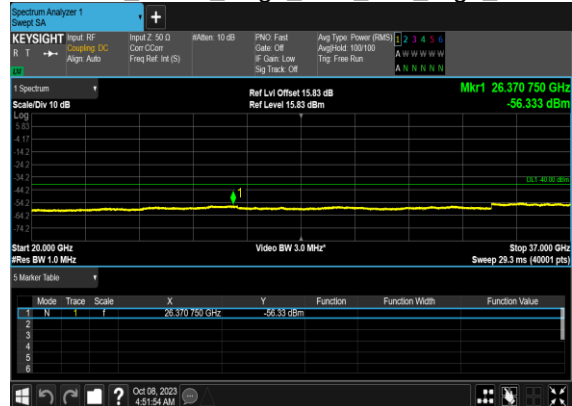 Spectrum Analyzer 1
Swept SA
KEYSIGHT Input: RF Input Z: 50 Ω #Atten: 10 dB PNO: Fast Avg Type: Power (RMS) 1 2 3 4 5 6
R T Coupling: DC Corr CCorr Gate: Off Avg|Hold: 100/100 A W W W W W
Align: Auto Freq Ref: Int (S) IF Gain: Low Trig: Free Run
Sig Track: Off A N N N N N
1 Spectrum Ref Lvl Offset 15.83 dB Mkr1 26.370 750 GHz
Scale/Div 10 dB Ref Level 15.83 dBm -56.333 dBm
Log
5.83
-4.17
-14.2
-24.2
-34.2
DL1 -40.00 dBm
-44.2
1
-54.2
-64.2
-74.2
Start 20.000 GHz Video BW 3.0 MHz* Stop 37.000 GHz
#Res BW 1.0 MHz Sweep 29.3 ms (40001 pts)
5 Marker Table
Mode Trace Scale X Y Function Function Width Function Value
1 N 1 f 26.370 750 GHz -56.33 dBm
2
3
4
5
6
? Oct 08, 2023
4:51:54 AM